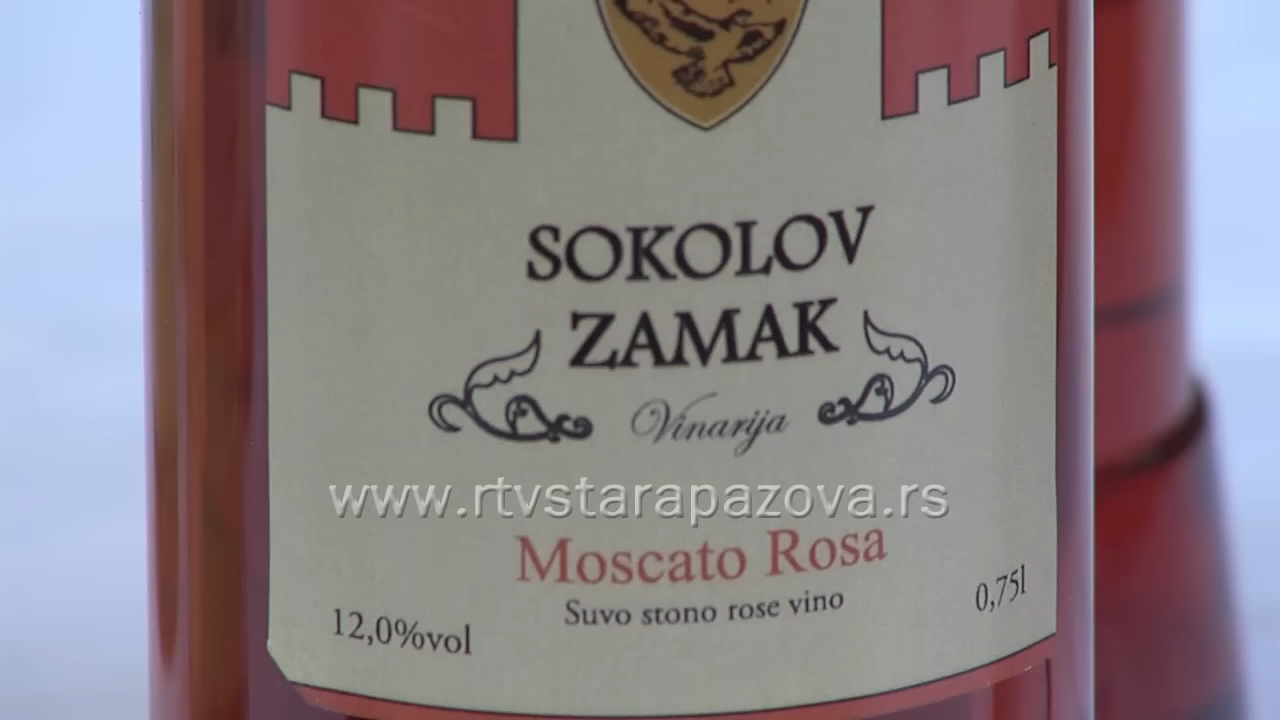 SOKOLOV
ZAMAK
Vinarija
www.rtvstarapazova.rs
Moscato Rosa
Suvo stono rose vino
12,0%vol
0,75l